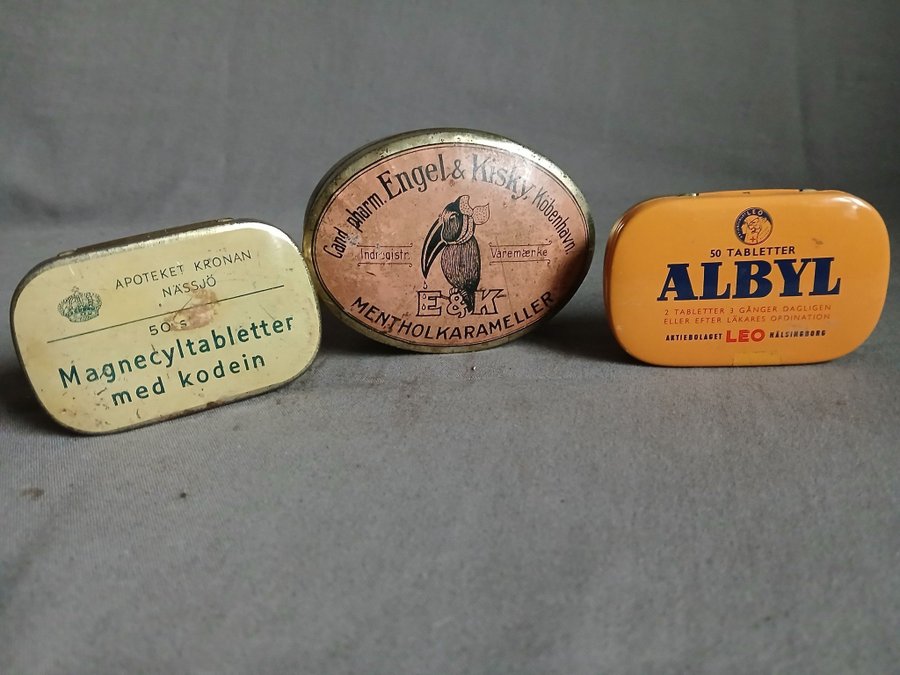 APOTEKET KRONAN
NÄSSJÖ
50 st
Magnecyltabletter
med kodein
Cand. pharm. Engel & Kisky, København.
Indregistr. Varemærke
E&K
MENTHOLKARAMELLER
LEO
50 TABLETTER
ALBYL
2 TABLETTER 3 GÅNGER DAGLIGEN
ELLER EFTER LÄKARES ORDINATION
AKTIEBOLAGET LEO HÄLSINGBORG